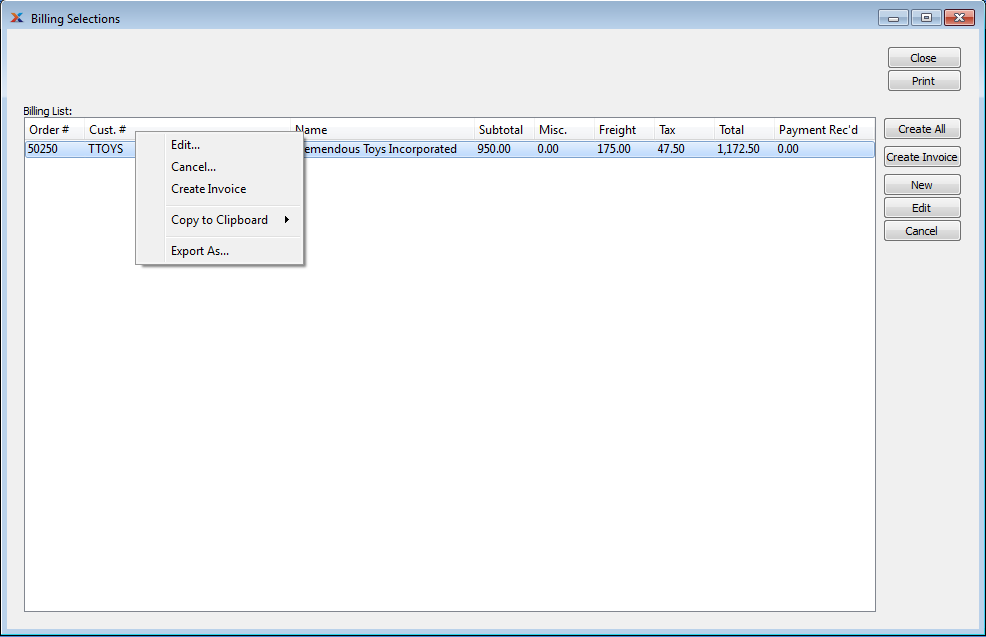 Billing Selections
Close
Print
Billing List:
Order # Cust. # Name Subtotal Misc. Freight Tax Total Payment Rec'd
50250 TTOYS remendous Toys Incorporated 950.00 0.00 175.00 47.50 1,172.50 0.00
Edit...
Cancel...
Create Invoice
Copy to Clipboard
Export As...
Create All
Create Invoice
New
Edit
Cancel